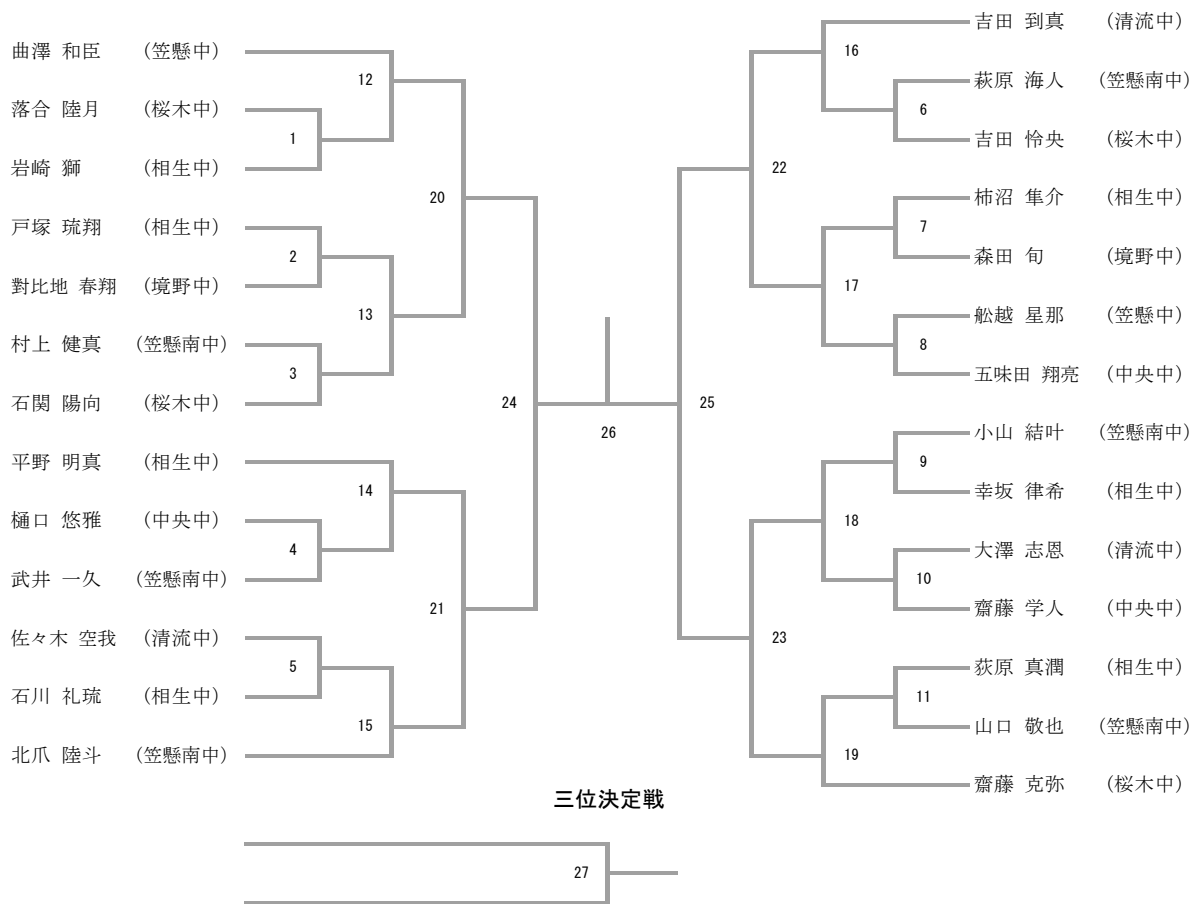 曲澤 和臣 (笠懸中)
12
落合 陸月 (桜木中)
1
岩崎 獅 (相生中)
20
戸塚 琉翔 (相生中)
2
對比地 春翔 (境野中)
13
村上 健真 (笠懸南中)
3
石関 陽向 (桜木中)
24
平野 明真 (相生中)
14
樋口 悠雅 (中央中)
4
武井 一久 (笠懸南中)
21
佐々木 空我 (清流中)
5
石川 礼琉 (相生中)
15
北爪 陸斗 (笠懸南中)
26
吉田 到真 (清流中)
16
萩原 海人 (笠懸南中)
6
吉田 怜央 (桜木中)
22
柿沼 隼介 (相生中)
7
森田 旬 (境野中)
17
舩越 星那 (笠懸中)
8
五味田 翔亮 (中央中)
25
小山 結叶 (笠懸南中)
9
幸坂 律希 (相生中)
18
大澤 志恩 (清流中)
10
齋藤 学人 (中央中)
23
荻原 真潤 (相生中)
11
山口 敬也 (笠懸南中)
19
齋藤 克弥 (桜木中)
三位決定戦
27